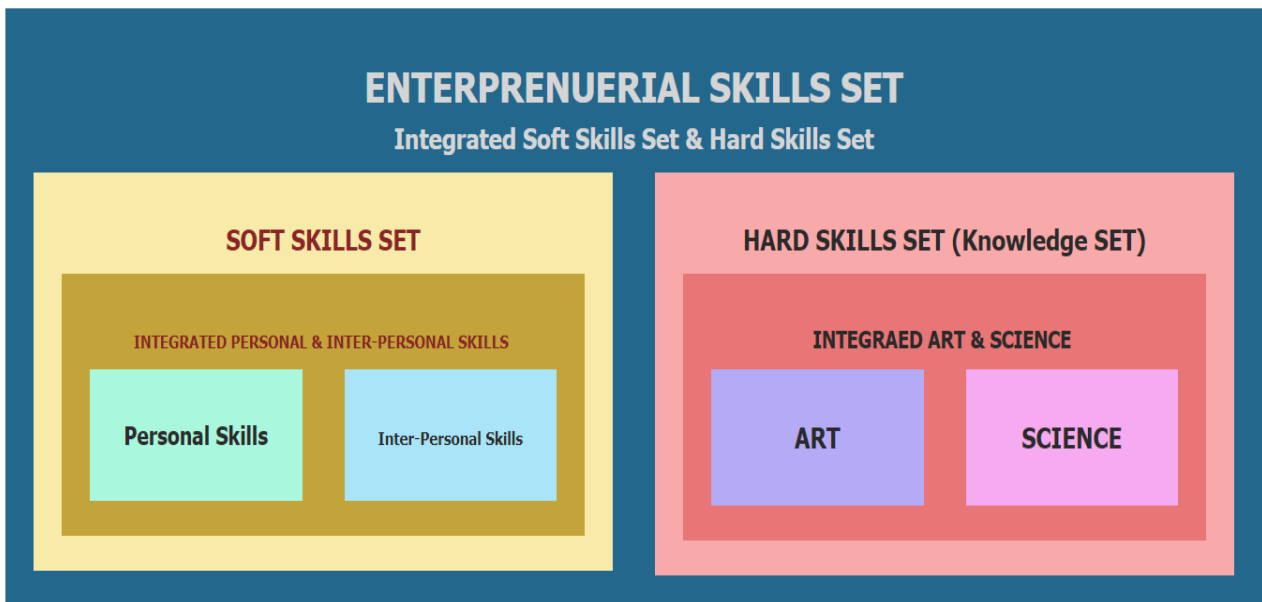 ENTERPRENUERIAL SKILLS SET
Integrated Soft Skills Set & Hard Skills Set
SOFT SKILLS SET
INTEGRATED PERSONAL & INTER-PERSONAL SKILLS
Personal Skills
Inter-Personal Skills
HARD SKILLS SET (Knowledge SET)
INTEGRAED ART & SCIENCE
ART
SCIENCE